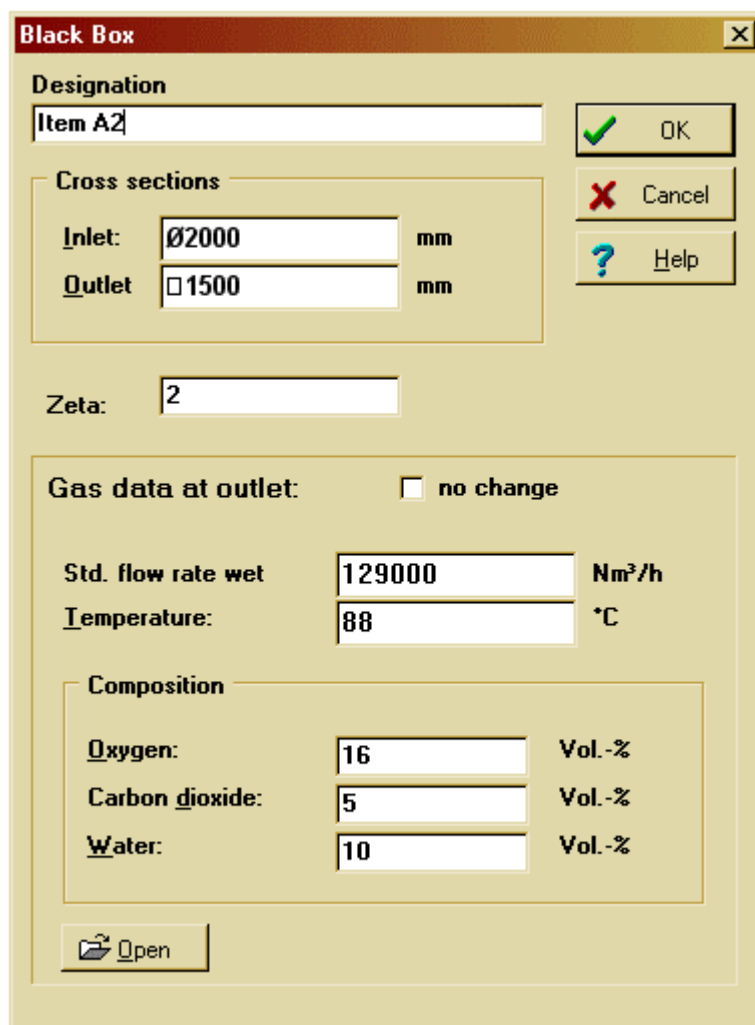 Black Box
Designation
Item A2
OK
Cross sections
Cancel
Inlet: Ø2000 mm
Help
Outlet □1500 mm
Zeta: 2
Gas data at outlet: no change
Std. flow rate wet 129000 Nm³/h
Temperature: 88 °C
Composition
Oxygen: 16 Vol.-%
Carbon dioxide: 5 Vol.-%
Water: 10 Vol.-%
Open